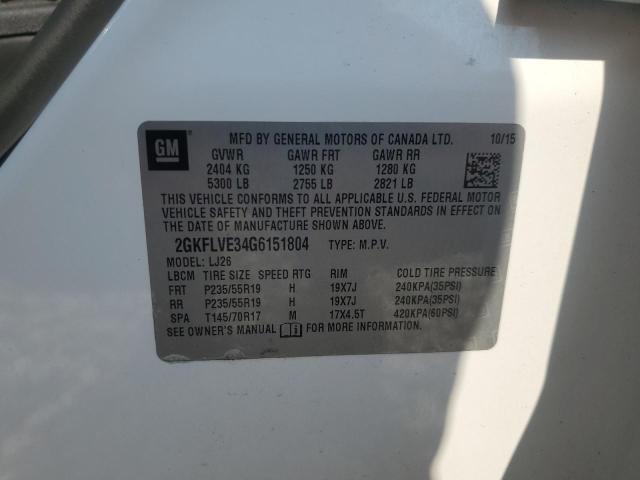 GM
MFD BY GENERAL MOTORS OF CANADA LTD. 10/15
GVWR GAWR FRT GAWR RR
2404 KG 1250 KG 1280 KG
5300 LB 2755 LB 2821 LB
THIS VEHICLE CONFORMS TO ALL APPLICABLE U.S. FEDERAL MOTOR
VEHICLE SAFETY AND THEFT PREVENTION STANDARDS IN EFFECT ON
THE DATE OF MANUFACTURE SHOWN ABOVE.
2GKFLVE34G6151804 TYPE: M.P.V.
MODEL: LJ26
LBCM TIRE SIZE SPEED RTG RIM COLD TIRE PRESSURE
FRT P235/55R19 H 19X7J 240KPA(35PSI)
RR P235/55R19 H 19X7J 240KPA(35PSI)
SPA T145/70R17 M 17X4.5T 420KPA(60PSI)
SEE OWNER'S MANUAL FOR MORE INFORMATION.